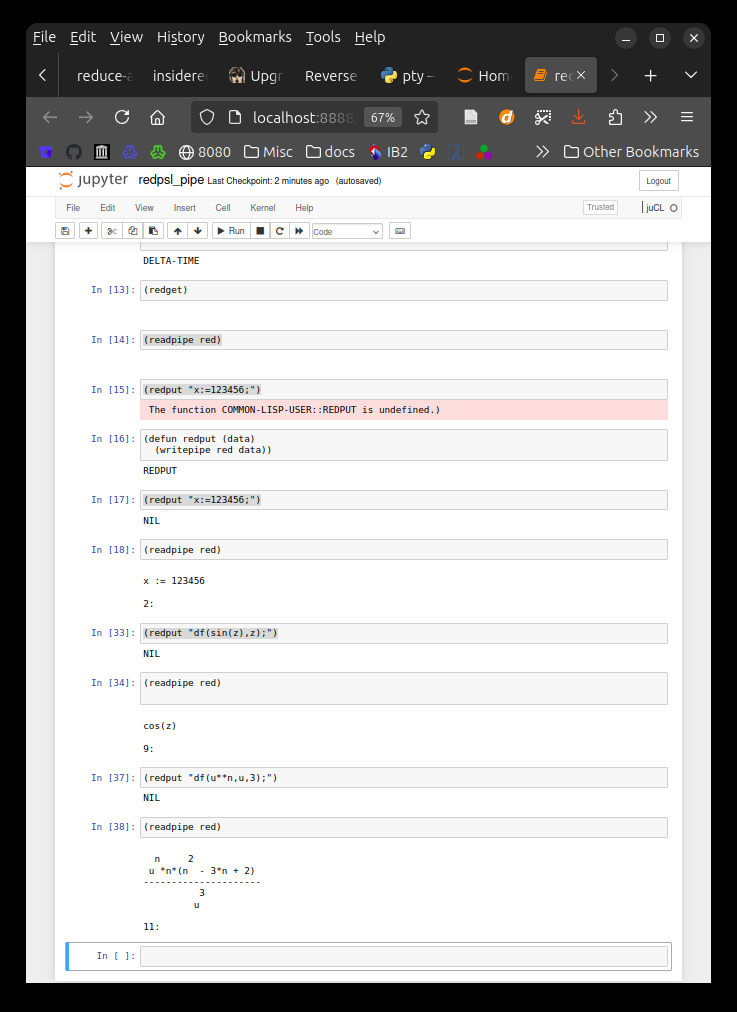 File Edit View History Bookmarks Tools Help
reduce-a insidere Upgr Reverse pty – Hom rec
localhost:8888 67%
8080 Misc docs IB2 Other Bookmarks
jupyter redpsl_pipe Last Checkpoint: 2 minutes ago (autosaved) Logout
File Edit View Insert Cell Kernel Help Trusted juCL
Run Code
DELTA-TIME
In [13]: (redget)
In [14]: (readpipe red)
In [15]: (redput "x:=123456;")
The function COMMON-LISP-USER::REDPUT is undefined.)
In [16]: (defun redput (data)
(writepipe red data))
REDPUT
In [17]: (redput "x:=123456;")
NIL
In [18]: (readpipe red)
x := 123456
2:
In [33]: (redput "df(sin(z),z);")
NIL
In [34]: (readpipe red)
cos(z)
9:
In [37]: (redput "df(u**n,u,3);")
NIL
In [38]: (readpipe red)
n 2
u *n*(n - 3*n + 2)
---------------------
3
u
11:
In [ ]: